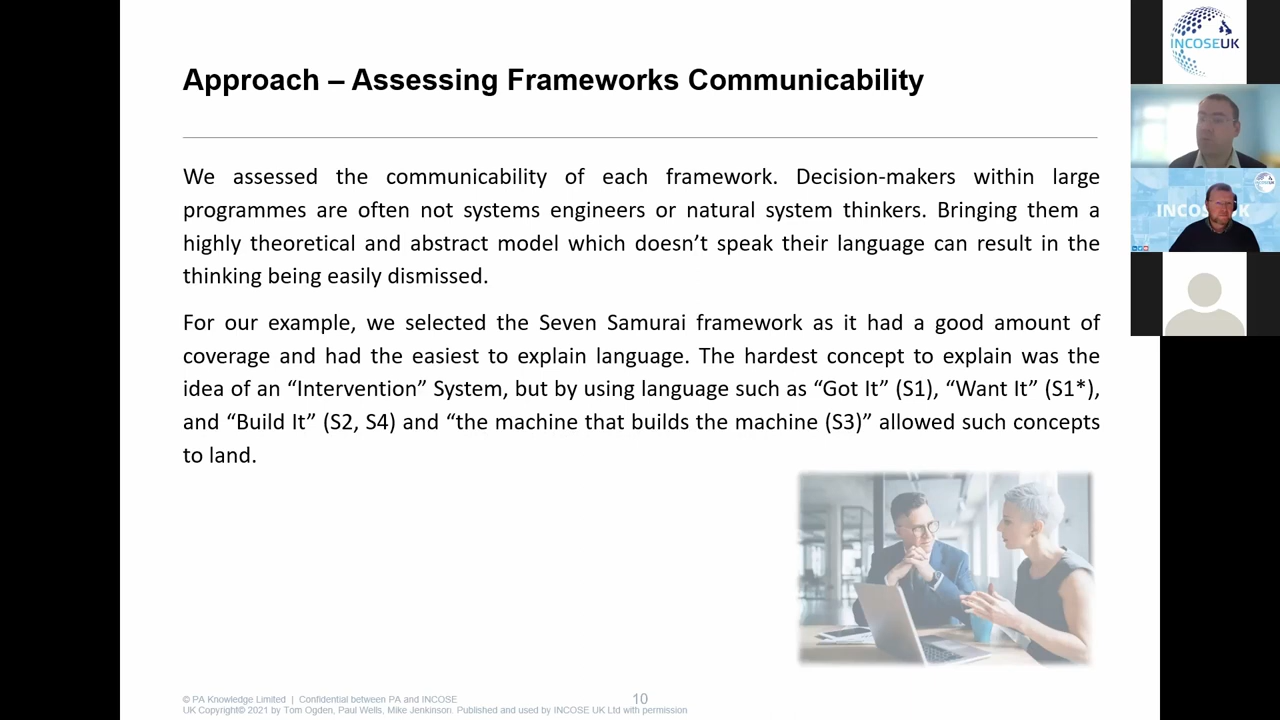 Approach – Assessing Frameworks Communicability
We assessed the communicability of each framework. Decision-makers within large
programmes are often not systems engineers or natural system thinkers. Bringing them a
highly theoretical and abstract model which doesn’t speak their language can result in the
thinking being easily dismissed.
For our example, we selected the Seven Samurai framework as it had a good amount of
coverage and had the easiest to explain language. The hardest concept to explain was the
idea of an “Intervention” System, but by using language such as “Got It” (S1), “Want It” (S1*),
and “Build It” (S2, S4) and “the machine that builds the machine (S3)” allowed such concepts
to land.
© PA Knowledge Limited | Confidential between PA and INCOSE
UK Copyright© 2021 by Tom Ogden, Paul Wells, Mike Jenkinson. Published and used by INCOSE UK Ltd with permission
10
INCOSEUK